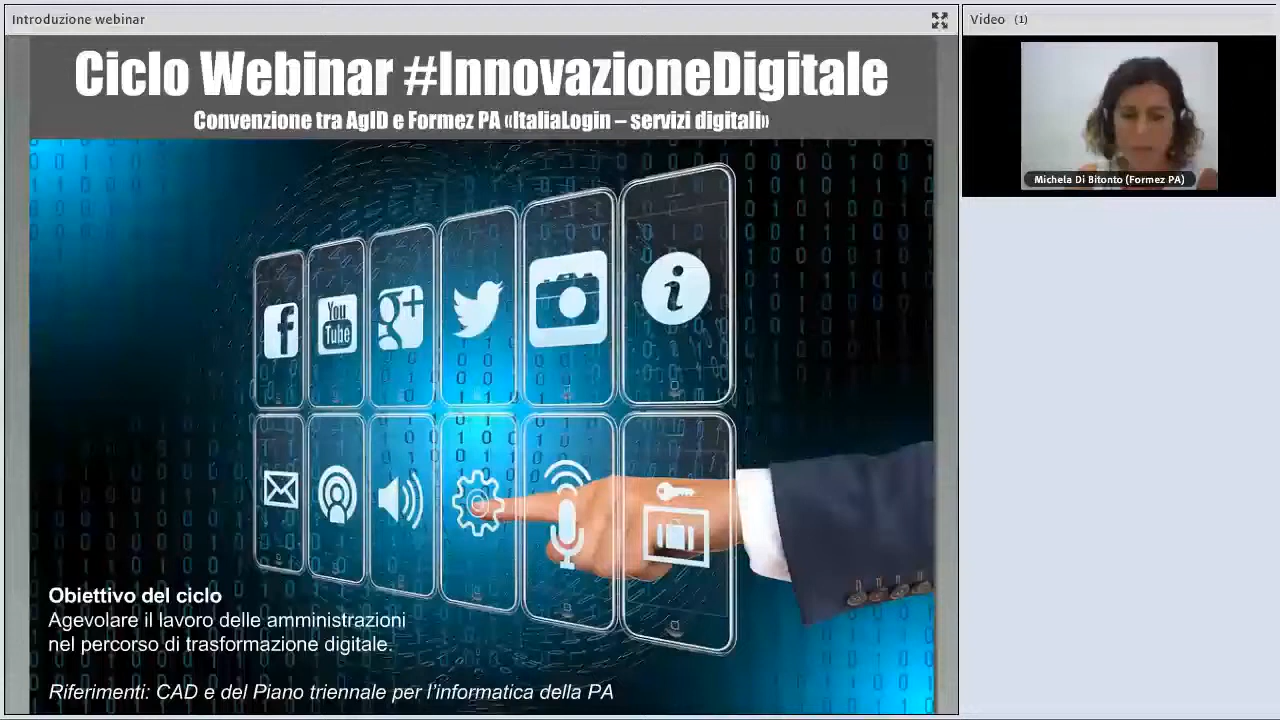 Introduzione webinar
Video (1)
Ciclo Webinar #InnovazioneDigitale
Convenzione tra AgID e Formez PA «ItaliaLogin – servizi digitali»
Michela Di Bitonto (Formez PA)
You
Tube
Obiettivo del ciclo
Agevolare il lavoro delle amministrazioni
nel percorso di trasformazione digitale.
Riferimenti: CAD e del Piano triennale per l'informatica della PA